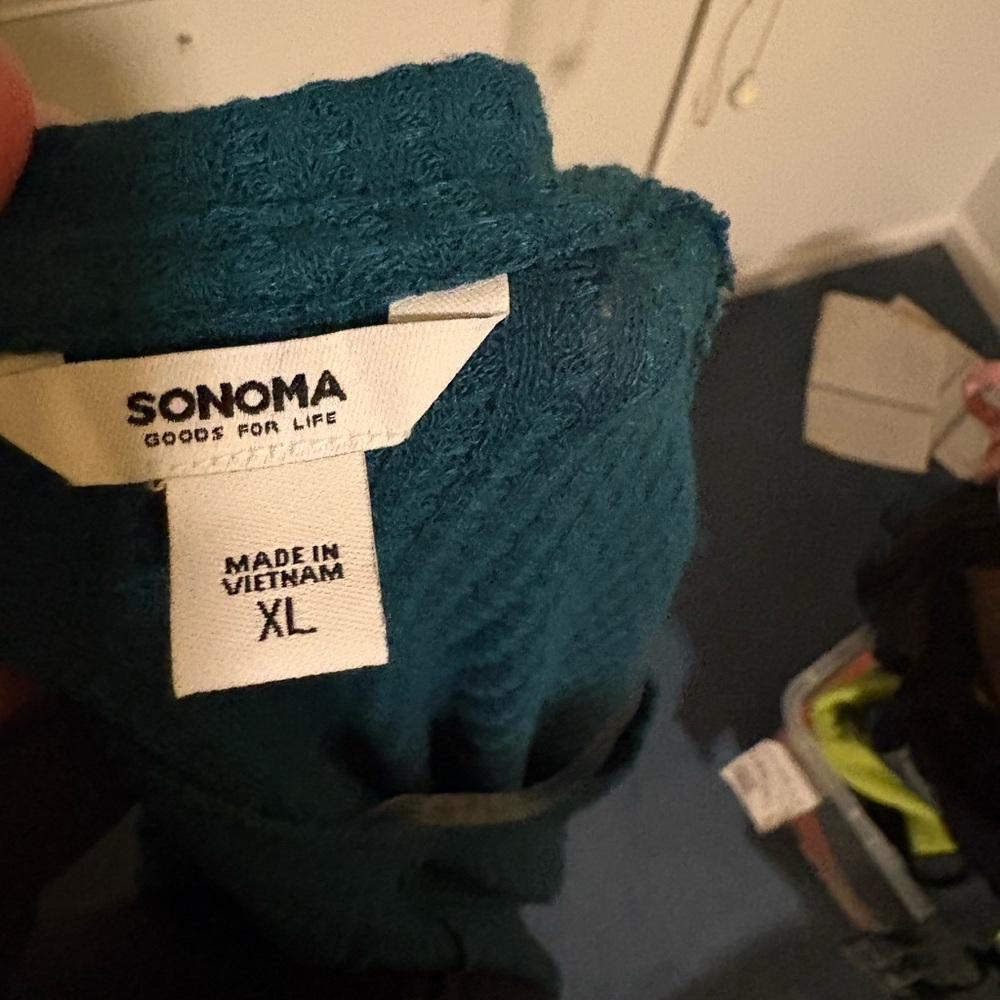 SONOMA
GOODS FOR LIFE
MADE IN
VIETNAM
XL